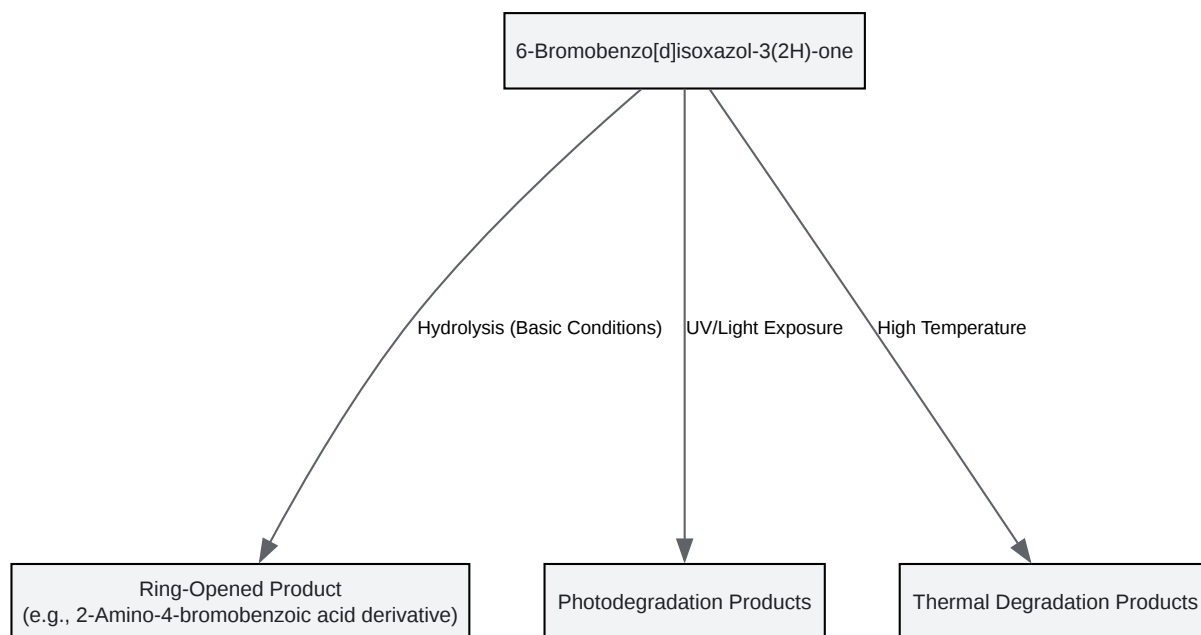 6-Bromobenzo[d]isoxazol-3(2H)-one
Hydrolysis (Basic Conditions)
UV/Light Exposure
High Temperature
Ring-Opened Product
(e.g., 2-Amino-4-bromobenzoic acid derivative)
Photodegradation Products
Thermal Degradation Products